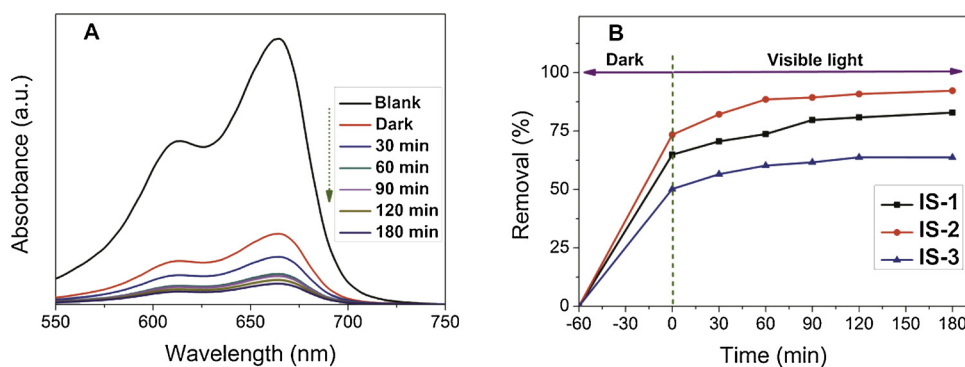 A
Absorbance (a.u.)
Blank
Dark
30 min
60 min
90 min
120 min
180 min
550 600 650 700 750
Wavelength (nm)
B
Dark Visible light
Removal (%)
100
75
50
25
0
IS-1
IS-2
IS-3
-60 -30 0 30 60 90 120 150 180
Time (min)